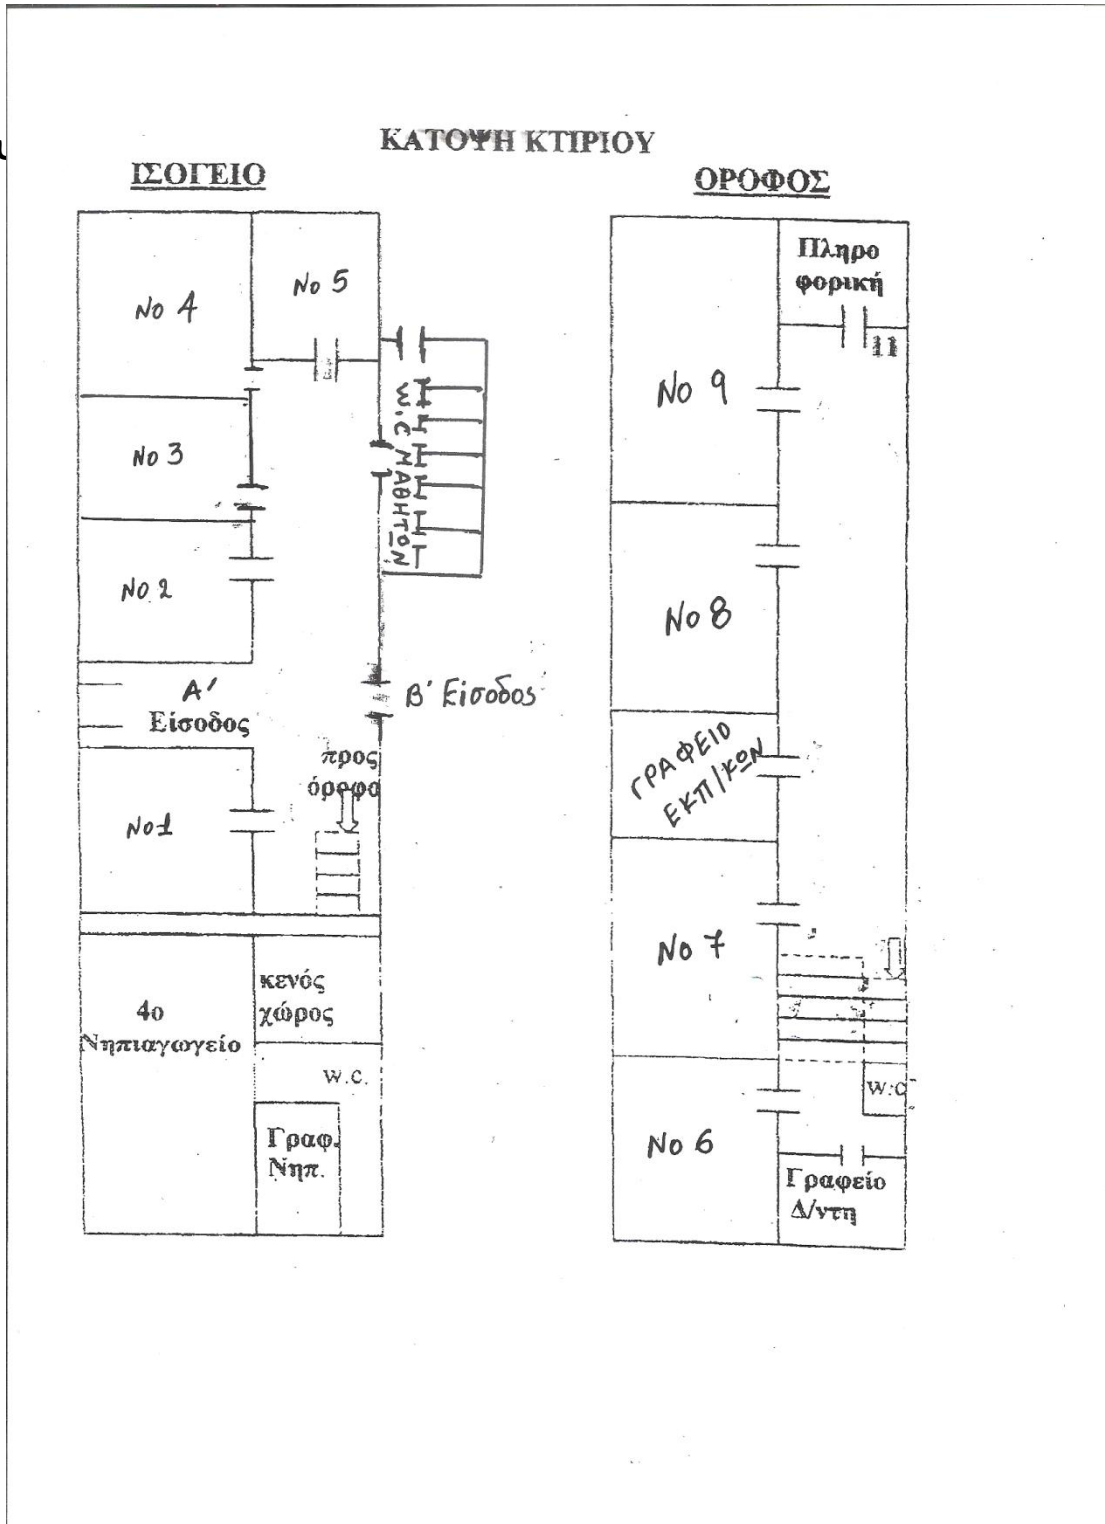 ΚΑΤΟΨΗ ΚΤΙΡΙΟΥ
ΙΣΟΓΕΙΟ
Νο 4
Νο 5
Νο 3
W.C ΜΑΘΗΤΩΝ
Νο 2
Α'
Είσοδος
Β' Είσοδος
προς
όροφο
Νο 1
κενός
χώρος
4ο
Νηπιαγωγείο
W.C.
Γραφ.
Νηπ.
ΟΡΟΦΟΣ
Πληρο
φορική
Νο 9
Νο 8
ΓΡΑΦΕΙΟ
ΕΚΠ/ΚΩΝ
Νο 7
W.C
Νο 6
Γραφείο
Δ/ντη